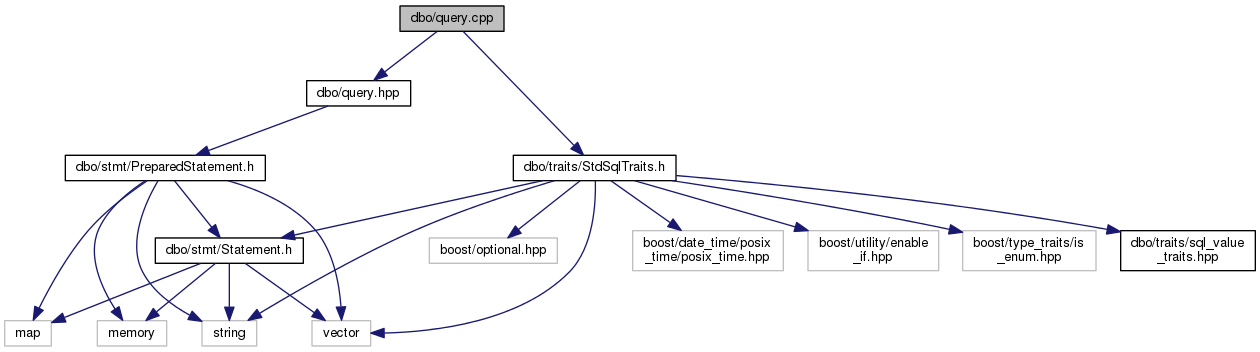 dbo/query.cpp
dbo/query.hpp
dbo/stmt/PreparedStatement.h
dbo/traits/StdSqlTraits.h
dbo/stmt/Statement.h
boost/optional.hpp
boost/date_time/posix
_time/posix_time.hpp
boost/utility/enable
_if.hpp
boost/type_traits/is
_enum.hpp
dbo/traits/sql_value
_traits.hpp
map
memory
string
vector